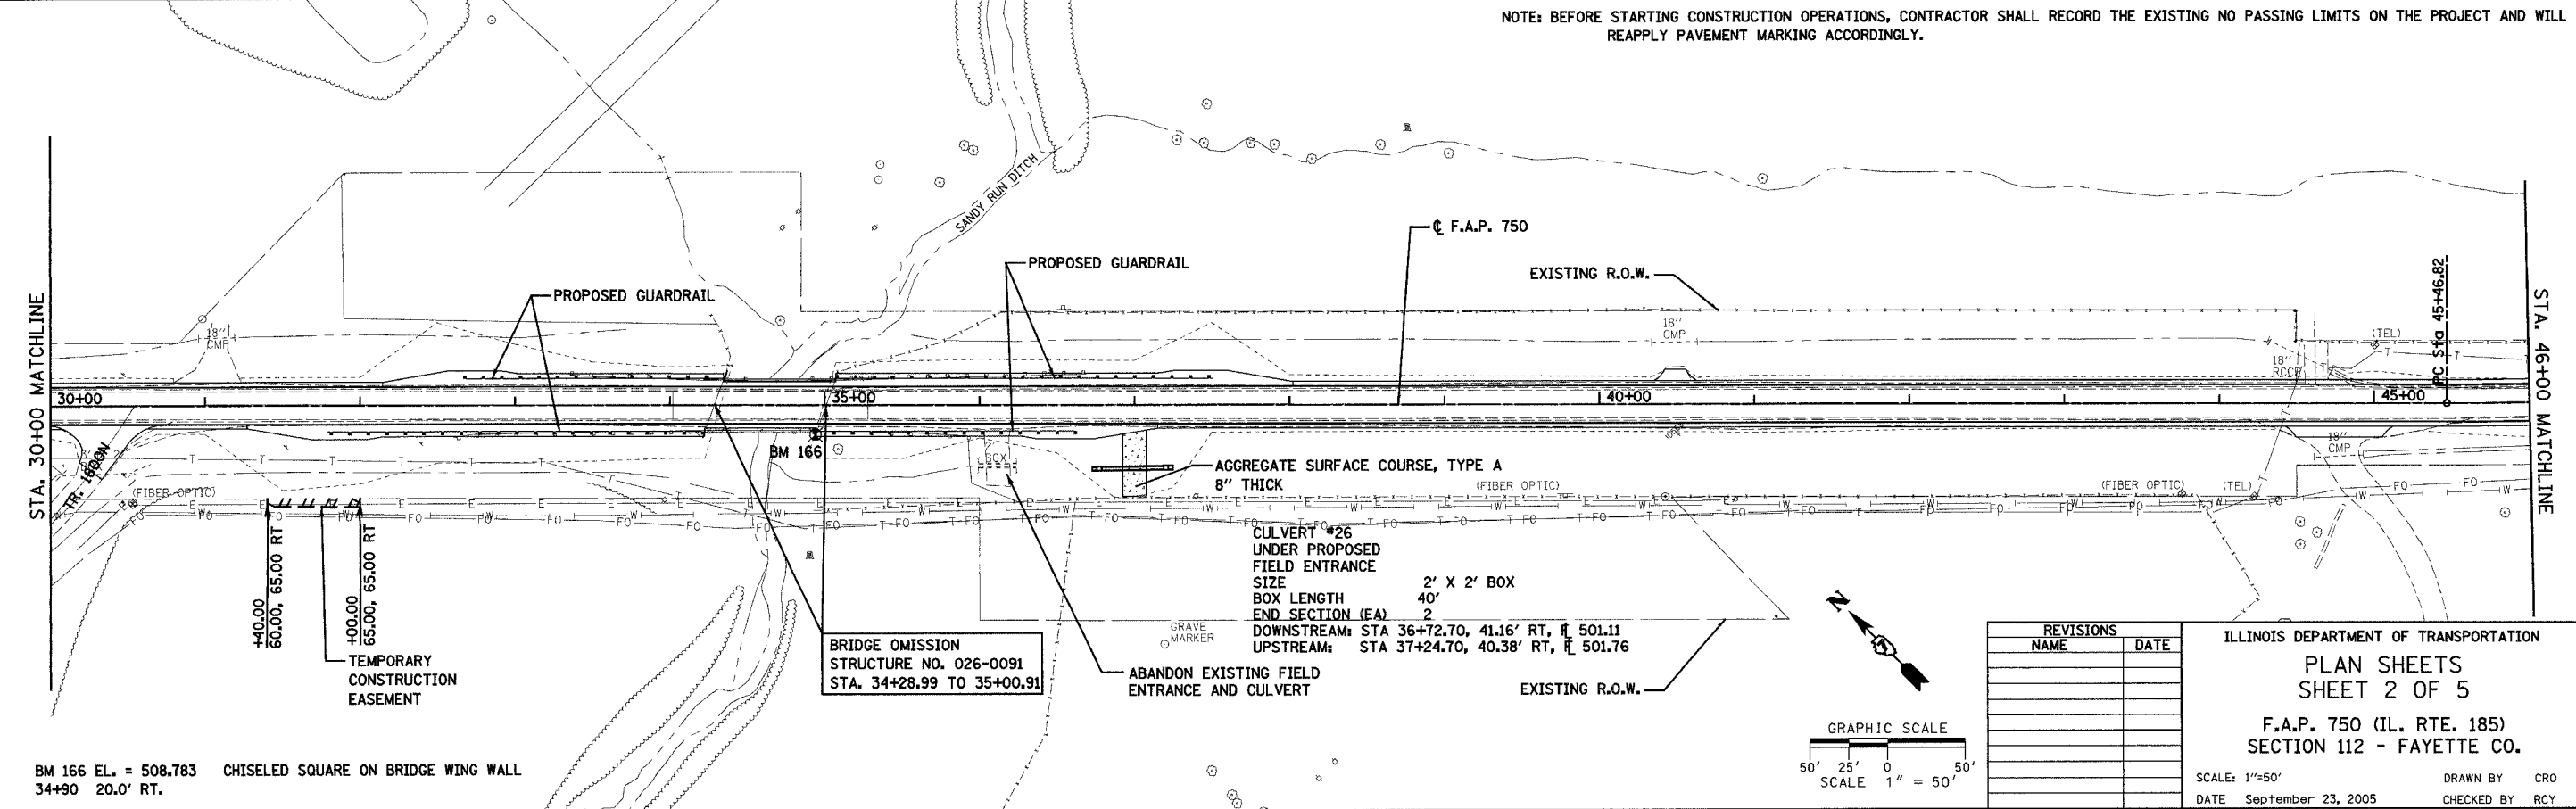 NOTE: BEFORE STARTING CONSTRUCTION OPERATIONS, CONTRACTOR SHALL RECORD THE EXISTING NO PASSING LIMITS ON THE PROJECT AND WILL
REAPPLY PAVEMENT MARKING ACCORDINGLY.
SANDY RUN DITCH
℄ F.A.P. 750
PROPOSED GUARDRAIL
PROPOSED GUARDRAIL
EXISTING R.O.W.
STA. 30+00 MATCHLINE
STA. 46+00 MATCHLINE
PC Sta 45+46.82
18"
CMP
18"
CMP
(TEL)
18"
RCCP
30+00
35+00
40+00
45+00
TR. 1600N
BM 166
BOX
18"
CMP
(FIBER OPTIC)
(FIBER OPTIC)
(FIBER OPTIC)
(TEL)
AGGREGATE SURFACE COURSE, TYPE A
8" THICK
CULVERT #26
UNDER PROPOSED
FIELD ENTRANCE
SIZE 2' X 2' BOX
BOX LENGTH 40'
END SECTION (EA) 2
DOWNSTREAM: STA 36+72.70, 41.16' RT, FL 501.11
UPSTREAM: STA 37+24.70, 40.38' RT, FL 501.76
+40.00
60.00, 65.00 RT
+00.00
65.00, 65.00 RT
TEMPORARY
CONSTRUCTION
EASEMENT
BRIDGE OMISSION
STRUCTURE NO. 026-0091
STA. 34+28.99 TO 35+00.91
GRAVE
MARKER
ABANDON EXISTING FIELD
ENTRANCE AND CULVERT
EXISTING R.O.W.
N
GRAPHIC SCALE
50' 25' 0 50'
SCALE 1" = 50'
BM 166 EL. = 508.783 CHISELED SQUARE ON BRIDGE WING WALL
34+90 20.0' RT.
REVISIONS
NAME DATE
ILLINOIS DEPARTMENT OF TRANSPORTATION
PLAN SHEETS
SHEET 2 OF 5
F.A.P. 750 (IL. RTE. 185)
SECTION 112 - FAYETTE CO.
SCALE: 1"=50' DRAWN BY CRO
DATE September 23, 2005 CHECKED BY RCY